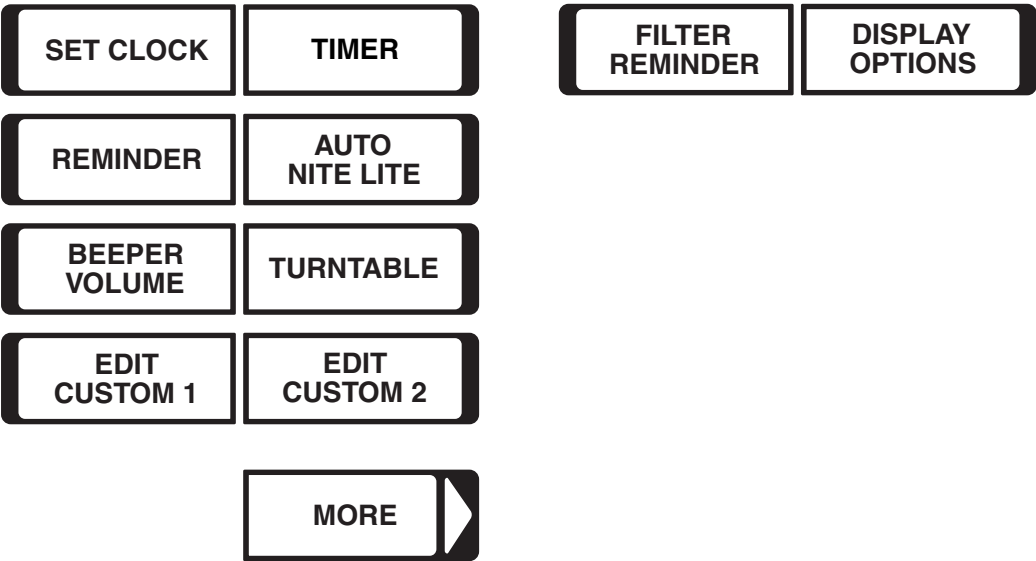 SET CLOCK
TIMER
REMINDER
AUTO
NITE LITE
BEEPER
VOLUME
TURNTABLE
EDIT
CUSTOM 1
EDIT
CUSTOM 2
MORE
FILTER
REMINDER
DISPLAY
OPTIONS